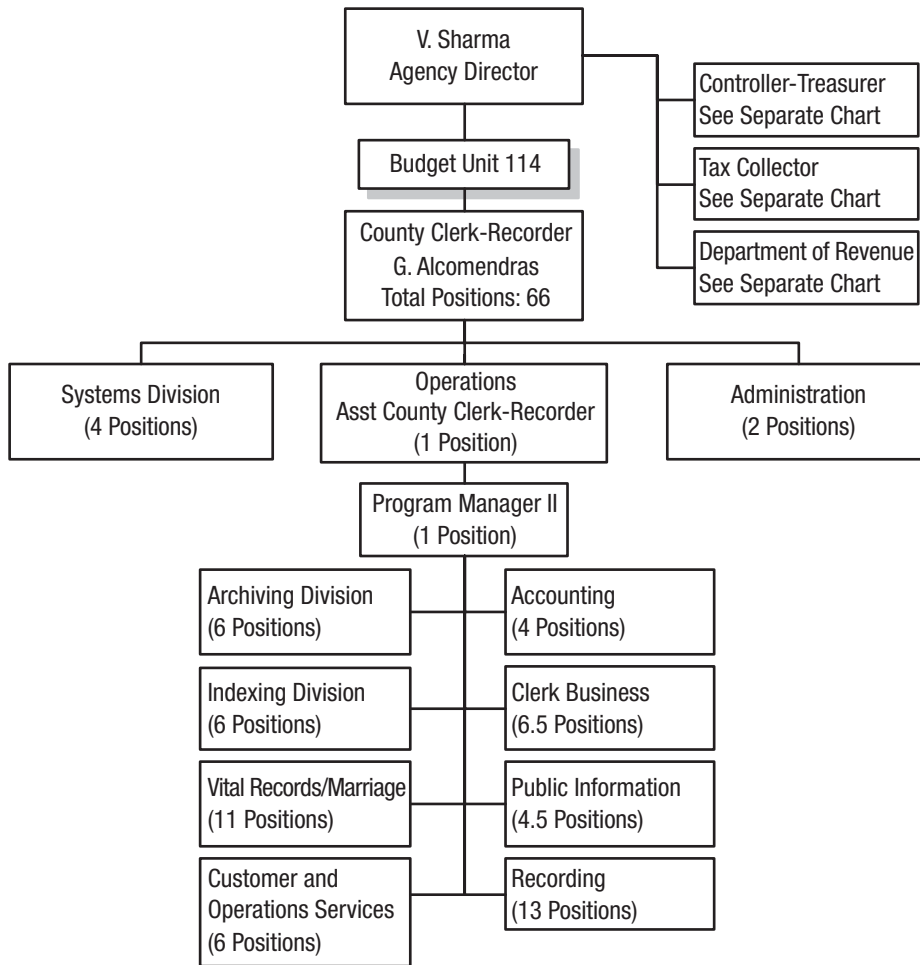 V. Sharma
Agency Director
Controller-Treasurer
See Separate Chart
Tax Collector
See Separate Chart
Department of Revenue
See Separate Chart
Budget Unit 114
County Clerk-Recorder
G. Alcomendras
Total Positions: 66
Systems Division
(4 Positions)
Operations
Asst County Clerk-Recorder
(1 Position)
Administration
(2 Positions)
Program Manager II
(1 Position)
Archiving Division
(6 Positions)
Accounting
(4 Positions)
Indexing Division
(6 Positions)
Clerk Business
(6.5 Positions)
Vital Records/Marriage
(11 Positions)
Public Information
(4.5 Positions)
Customer and
Operations Services
(6 Positions)
Recording
(13 Positions)